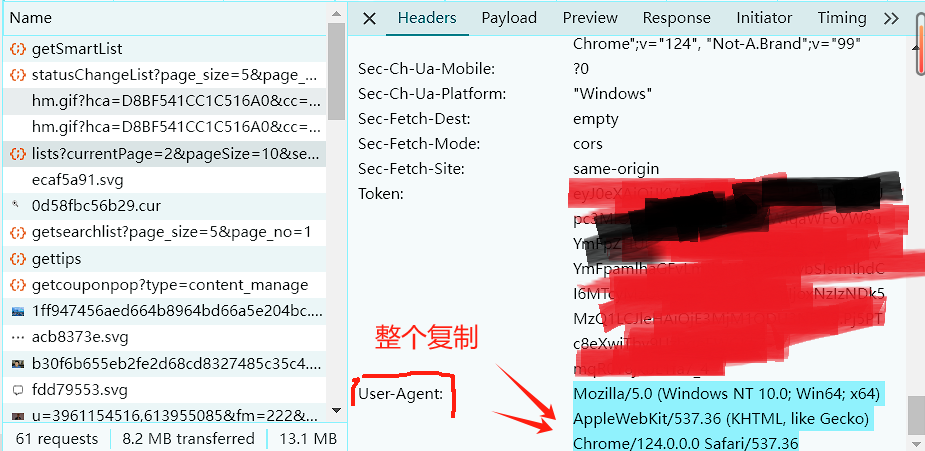 Name
getSmartList
statusChangeList?page_size=5&page_...
hm.gif?hca=D8BF541CC1C516A0&cc=...
hm.gif?hca=D8BF541CC1C516A0&cc=...
lists?currentPage=2&pageSize=10&se...
ecaf5a91.svg
0d58fbc56b29.cur
getsearchlist?page_size=5&page_no=1
gettips
getcouponpop?type=content_manage
1ff947456aed664b8964bd66a5e204bc....
acb8373e.svg
b30f6b655eb2fe2d68cd8327485c35c4....
fdd79553.svg
u=3961154516,613955085&fm=222&...
61 requests
8.2 MB transferred
13.1 MB
Headers
Payload
Preview
Response
Initiator
Timing
Chrome";v="124", "Not-A.Brand";v="99"
Sec-Ch-Ua-Mobile: ?0
Sec-Ch-Ua-Platform: "Windows"
Sec-Fetch-Dest: empty
Sec-Fetch-Mode: cors
Sec-Fetch-Site: same-origin
Token:
整个复制
User-Agent: Mozilla/5.0 (Windows NT 10.0; Win64; x64)
AppleWebKit/537.36 (KHTML, like Gecko)
Chrome/124.0.0.0 Safari/537.36